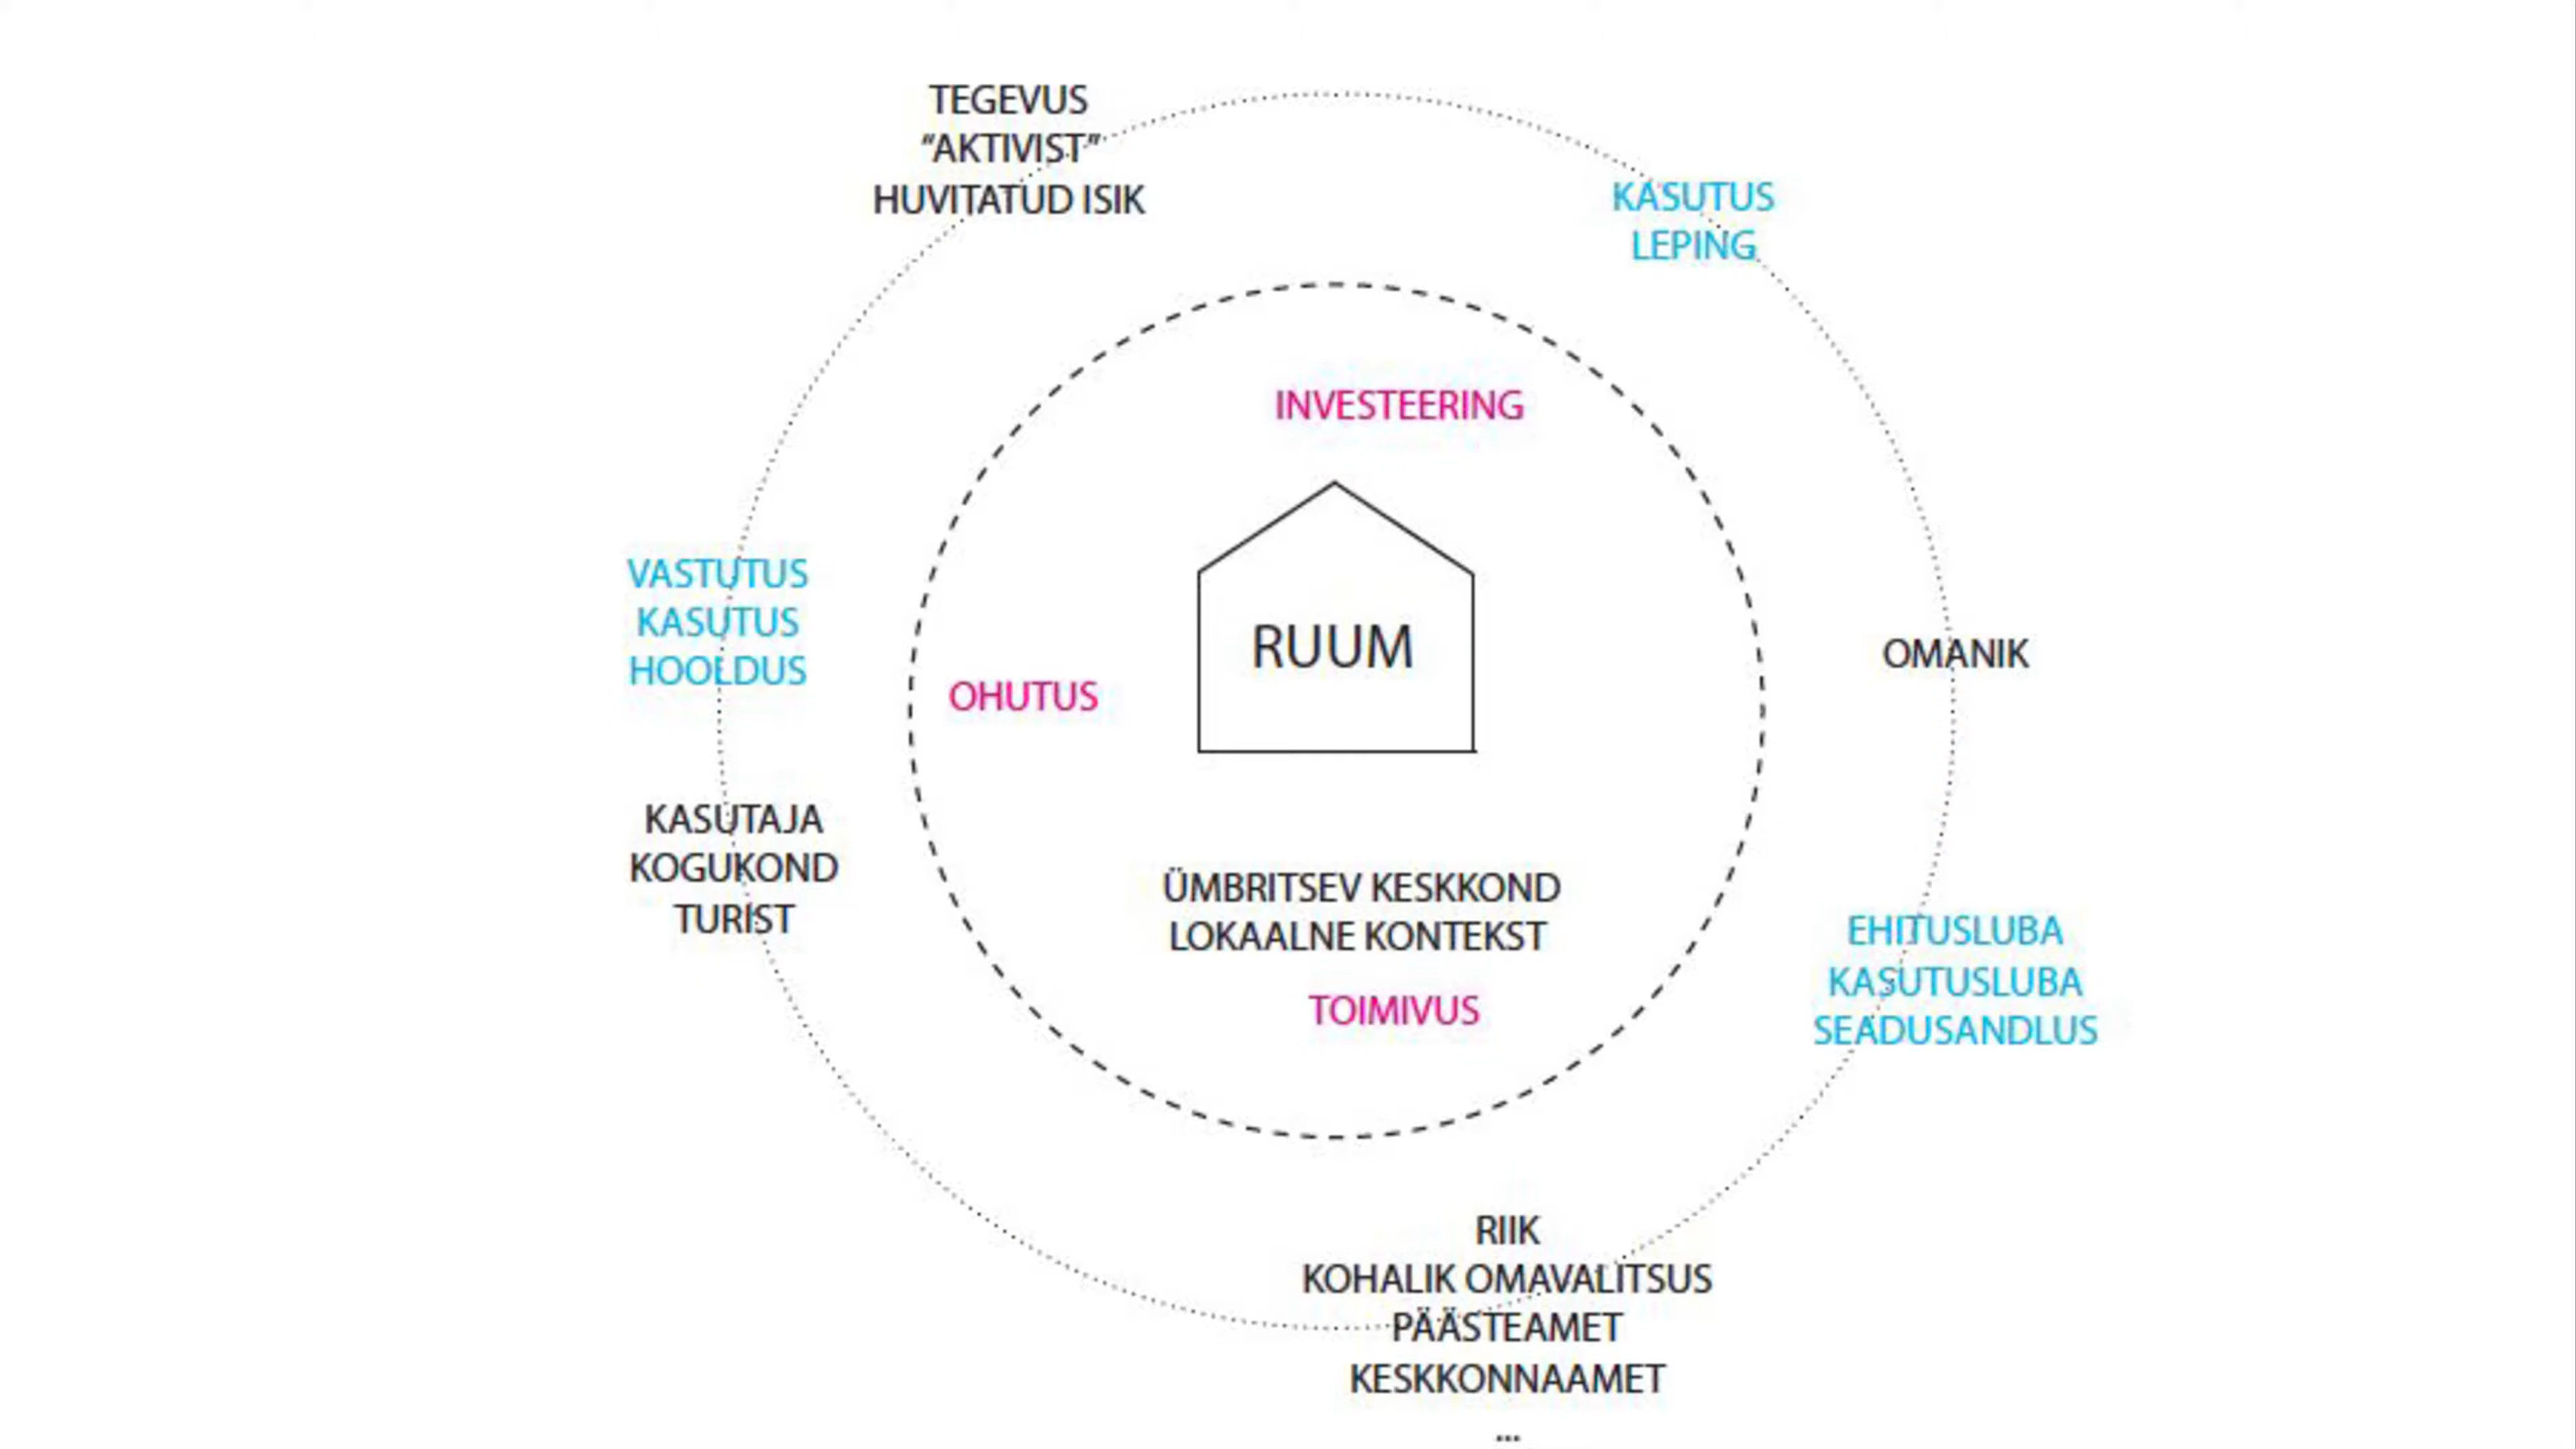 TEGEVUS
“AKTIVIST”
HUVITATUD ISIK
KASUTUS
LEPING
INVESTEERING
VASTUTUS
KASUTUS
HOOLDUS
RUUM
OMANIK
OHUTUS
KASUTAJA
KOGUKOND
TURIST
ÜMBRITSEV KESKKOND
LOKAALNE KONTEKST
TOIMIVUS
EHITUSLUBA
KASUTUSLUBA
SEADUSANDLUS
RIIK
KOHALIK OMAVALITSUS
PÄÄSTEAMET
KESKKONNAAMET
...